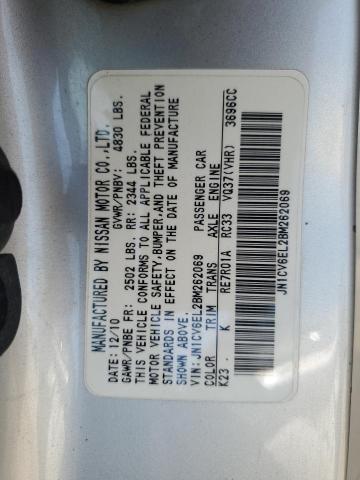 MANUFACTURED BY NISSAN MOTOR CO.,LTD.
DATE: 12/10 GVWR/PNBV: 4830 LBS.
GAWR/PNBE FR: 2502 LBS. RR: 2344 LBS.
THIS VEHICLE CONFORMS TO ALL APPLICABLE FEDERAL
MOTOR VEHICLE SAFETY,BUMPER,AND THEFT PREVENTION
STANDARDS IN EFFECT ON THE DATE OF MANUFACTURE
SHOWN ABOVE.
VIN: JN1CV6EL2BM262069 PASSENGER CAR
COLOR TRIM TRANS AXLE ENGINE
K23 K RE7R01A RC33 VQ37(VHR) 3696CC
JN1CV6EL2BM262069